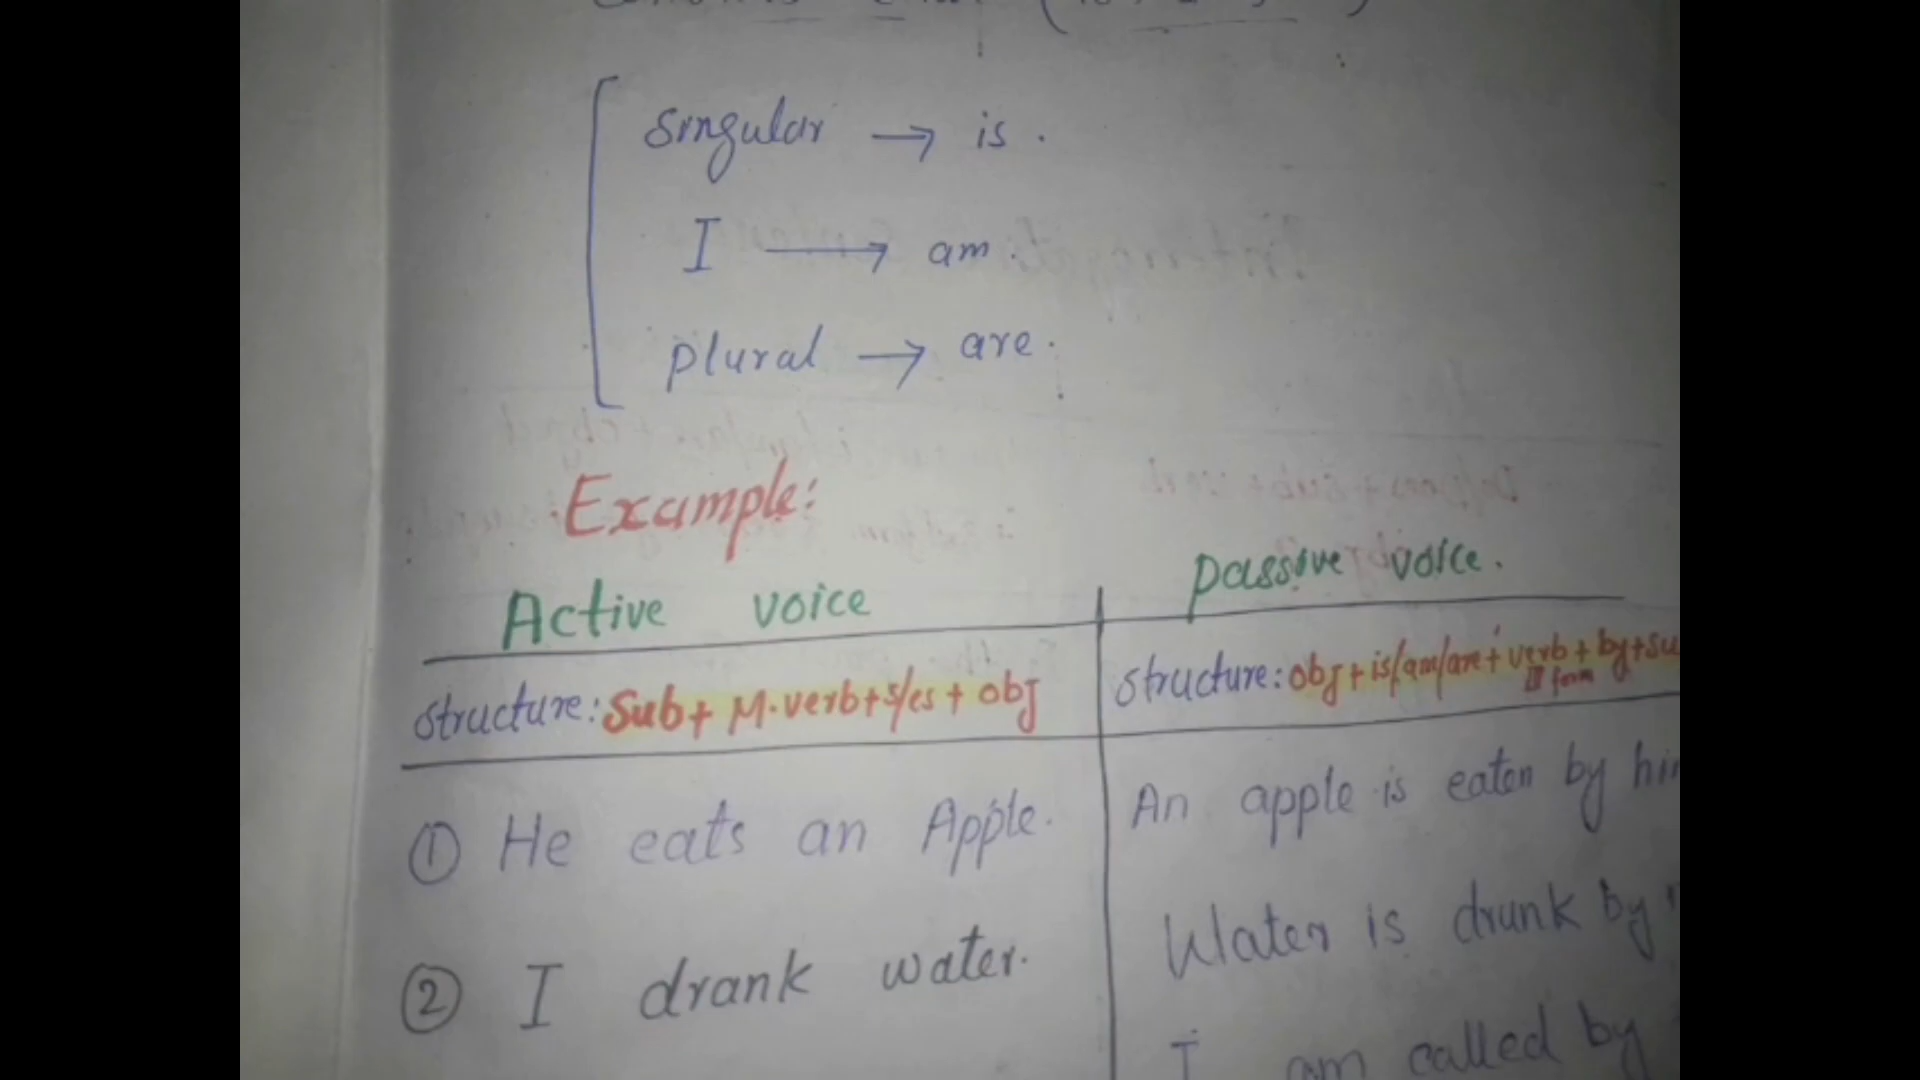 Singular → is.
I → am.
plural → are.
Example:
Active voice
passive voice.
structure: Sub + M.verb + s/es + obj
structure: obj + is/am/are + verb + by + su
III form
① He eats an Apple.
An apple is eaten by
② I drank water.
Water is drunk by
I am called by